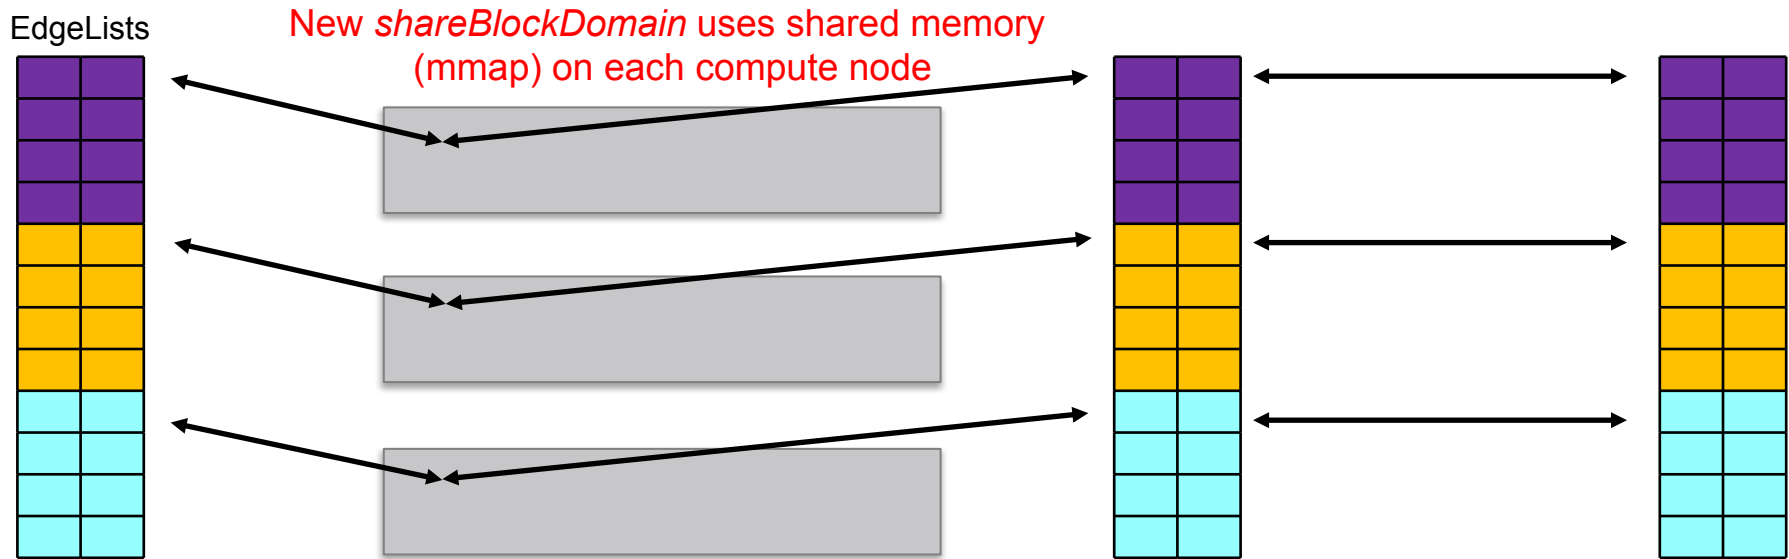 EdgeLists
New shareBlockDomain uses shared memory
(mmap) on each compute node